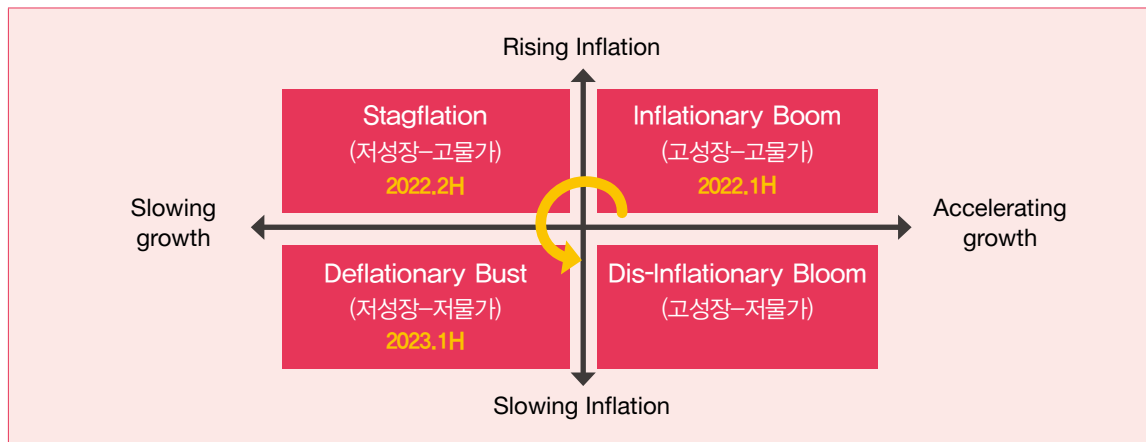 Rising Inflation
Stagflation
(저성장–고물가)
2022.2H
Inflationary Boom
(고성장–고물가)
2022.1H
Slowing
growth
Accelerating
growth
Deflationary Bust
(저성장–저물가)
2023.1H
Dis-Inflationary Bloom
(고성장–저물가)
Slowing Inflation